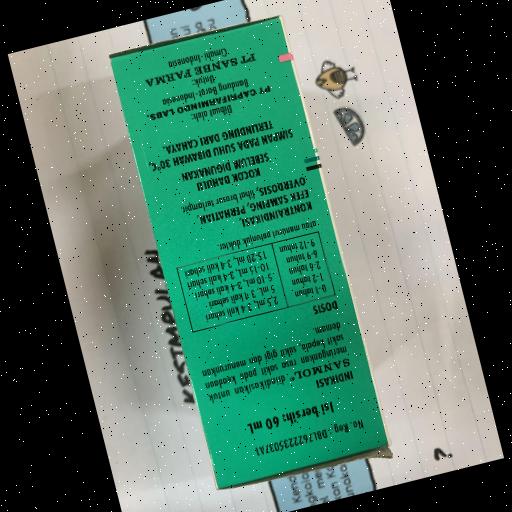 No. Reg.: DBL7622235037A1
Isi bersih: 60 mL
INDIKASI
SANMOL® diindikasikan untuk
meringankan rasa sakit pada keadaan
sakit kepala, sakit gigi dan menurunkan
demam
DOSIS
0-1 tahun 2,5 mL, 3-4 kali sehari
1-2 tahun 5 mL, 3-4 kali sehari
2-6 tahun 5-10 mL, 3-4 kali sehari
6-9 tahun 10-15 mL, 3-4 kali sehari
9-12 tahun 15-20 mL, 3-4 kali sehari
atau menurut petunjuk dokter
KONTRAINDIKASI,
EFEK SAMPING, PERHATIAN
OVERDOSIS, lihat brosur terlampir
KOCOK DAHULU
SEBELUM DIGUNAKAN
SIMPAN PADA SUHU DIBAWAH 30°C,
TERLINDUNG DARI CAHAYA
Dibuat oleh:
PT CAPRIFARMINDO LABS
Bandung Barat-Indonesia
Untuk:
PT SANBE FARMA
Cimahi-Indonesia
KESIMPULAN
?